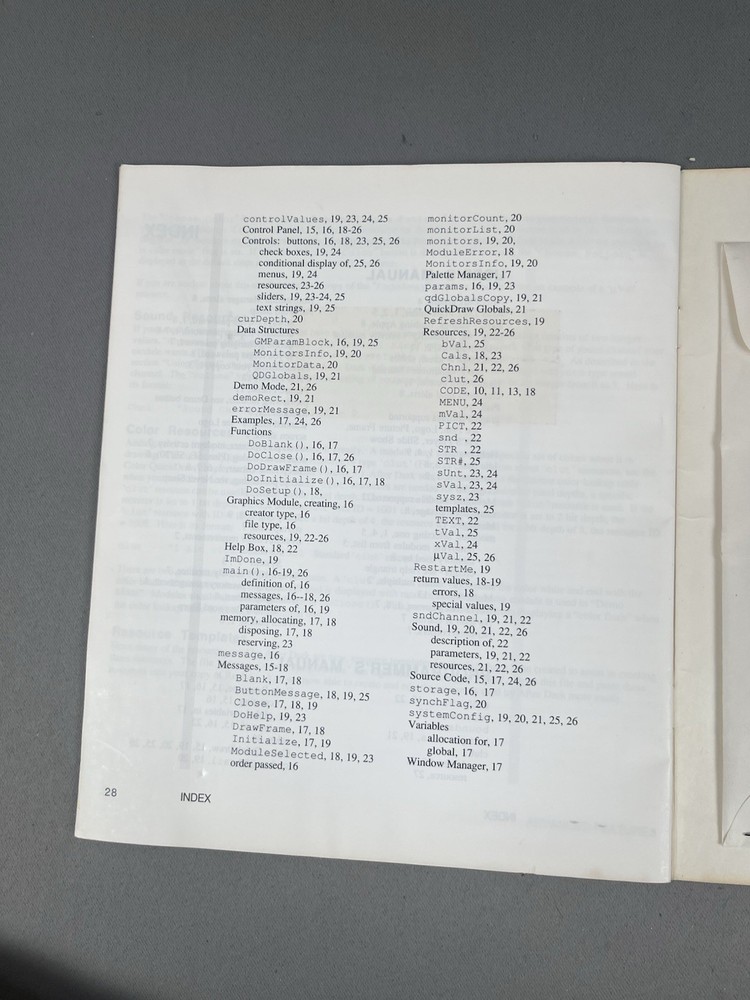 controlValues, 19, 23, 24, 25
Control Panel, 15, 16, 18-26
Controls: buttons, 16, 18, 23, 25, 26
check boxes, 19, 24
conditional display of, 25, 26
menus, 19, 24
resources, 23-26
sliders, 19, 23-24, 25
text strings, 19, 25
curDepth, 20
Data Structures
GMParamBlock, 16, 19, 25
MonitorsInfo, 19, 20
MonitorData, 20
QDGlobals, 19, 21
Demo Mode, 21, 26
demoRect, 19, 21
errorMessage, 19, 21
Examples, 17, 24, 26
Functions
DoBlank(), 16, 17
DoClose(), 16, 17, 26
DoDrawFrame(), 16, 17
DoInitialize(), 16, 17, 18
DoSetup(), 18,
Graphics Module, creating, 16
creator type, 16
file type, 16
resources, 19, 22-26
Help Box, 18, 22
ImDone, 19
main(), 16-19, 26
definition of, 16
messages, 16--18, 26
parameters of, 16, 19
memory, allocating, 17, 18
disposing, 17, 18
reserving, 23
message, 16
Messages, 15-18
Blank, 17, 18
ButtonMessage, 18, 19, 25
Close, 17, 18, 19
DoHelp, 19, 23
DrawFrame, 17, 18
Initialize, 17, 19
ModuleSelected, 18, 19, 23
order passed, 16
monitorCount, 20
monitorList, 20
monitors, 19, 20,
ModuleError, 18
MonitorsInfo, 19, 20
Palette Manager, 17
params, 16, 19, 23
qdGlobalsCopy, 19, 21
QuickDraw Globals, 21
RefreshResources, 19
Resources, 19, 22-26
bVal, 25
Cals, 18, 23
Chnl, 21, 22, 26
clut, 26
CODE, 10, 11, 13, 18
MENU, 24
mVal, 24
PICT, 22
snd , 22
STR , 22
STR#, 25
sUnt, 23, 24
sVal, 23, 24
sysz, 23
templates, 25
TEXT, 22
tVal, 25
xVal, 24
µVal, 25, 26
RestartMe, 19
return values, 18-19
errors, 18
special values, 19
sndChannel, 19, 21, 22
Sound, 19, 20, 21, 22, 26
description of, 22
parameters, 19, 21, 22
resources, 21, 22, 26
Source Code, 15, 17, 24, 26
storage, 16, 17
synchFlag, 20
systemConfig, 19, 20, 21, 25, 26
Variables
allocation for, 17
global, 17
Window Manager, 17
28 INDEX